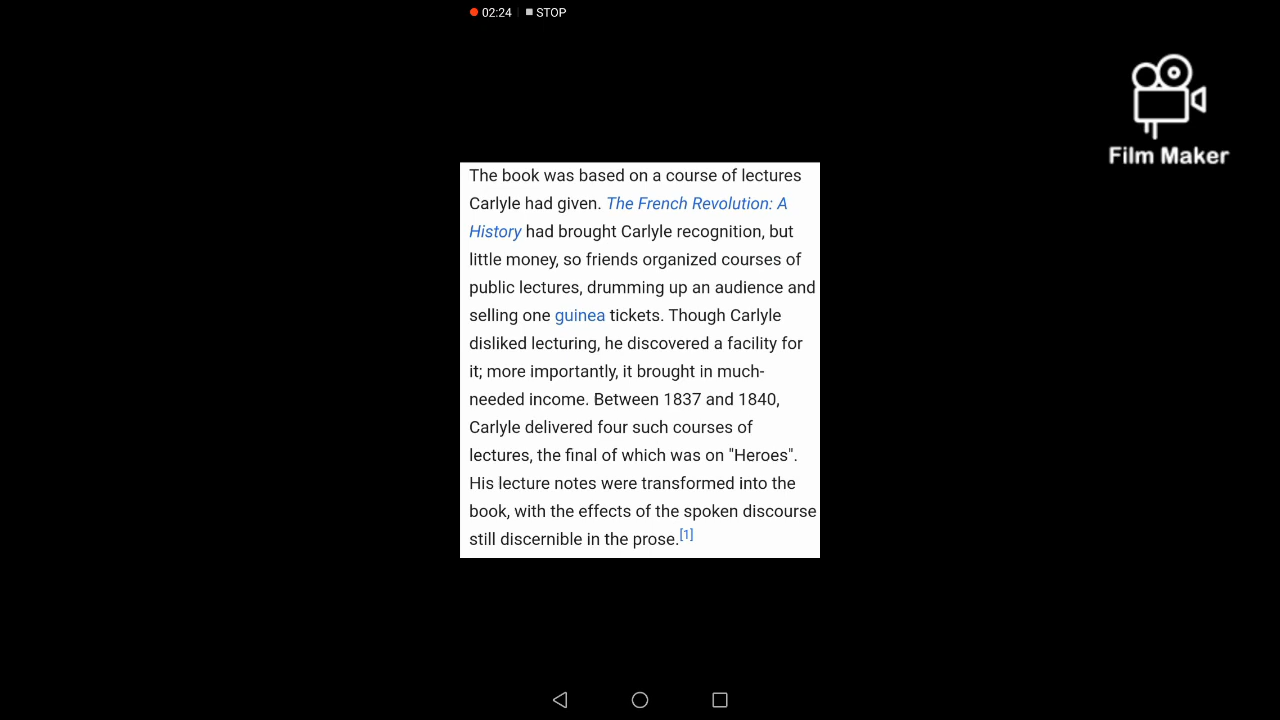 02:24 STOP
Film Maker
The book was based on a course of lectures
Carlyle had given. The French Revolution: A
History had brought Carlyle recognition, but
little money, so friends organized courses of
public lectures, drumming up an audience and
selling one guinea tickets. Though Carlyle
disliked lecturing, he discovered a facility for
it; more importantly, it brought in much-
needed income. Between 1837 and 1840,
Carlyle delivered four such courses of
lectures, the final of which was on "Heroes".
His lecture notes were transformed into the
book, with the effects of the spoken discourse
still discernible in the prose.[1]